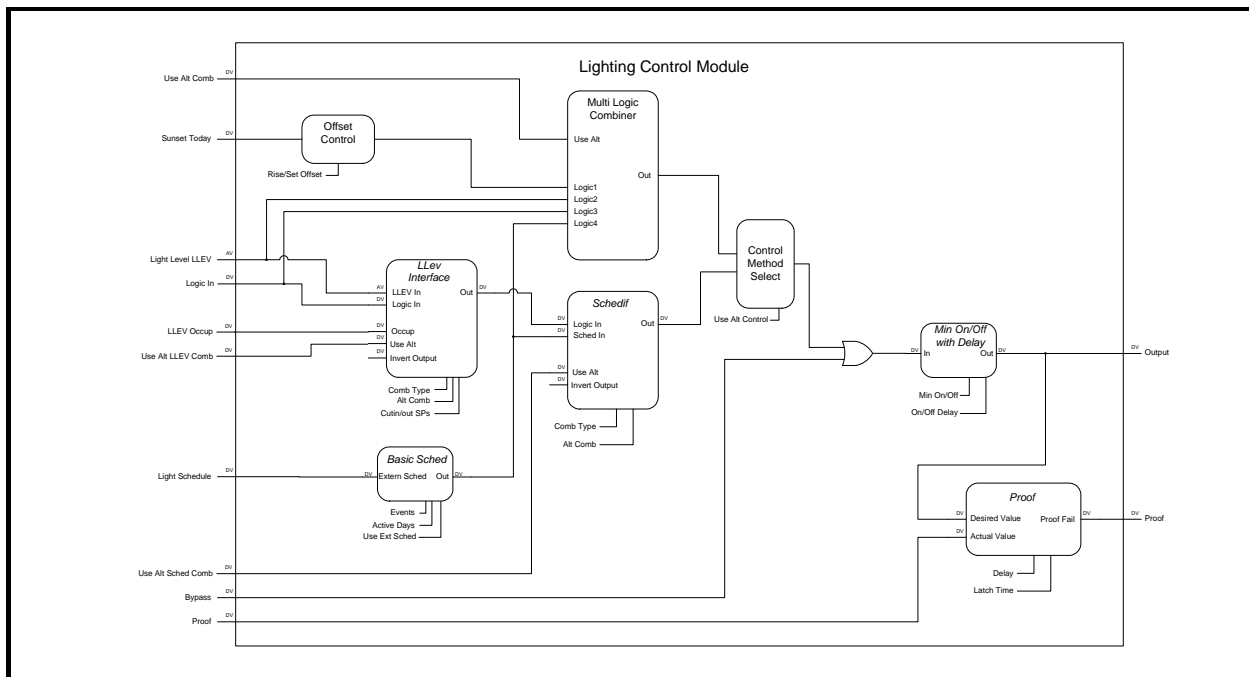 Lighting Control Module
DV
Use Alt Comb
Multi Logic
Combiner
Use Alt
Out
Logic1
Logic2
Logic3
Logic4
Offset
Control
DV
Sunset Today
Rise/Set Offset
AV
Light Level LLEV
DV
Logic In
LLev
Interface
AV
LLEV In
Out
DV
DV
Logic In
DV
LLEV Occup
DV
Occup
DV
Use Alt LLEV Comb
DV
Use Alt
DV
Invert Output
Comb Type
Alt Comb
Cutin/out SPs
Schedif
DV
Logic In
Out
DV
DV
Sched In
DV
Use Alt
DV
Invert Output
Comb Type
Alt Comb
Control
Method
Select
Use Alt Control
Min On/Off
with Delay
DV
In
Out
DV
Min On/Off
On/Off Delay
DV
Output
Basic Sched
DV
Light Schedule
DV
Extern Sched
Out
DV
Events
Active Days
Use Ext Sched
Proof
DV
Desired Value
Proof Fail
DV
DV
Proof
DV
Actual Value
Delay
Latch Time
DV
Use Alt Sched Comb
DV
Bypass
DV
Proof